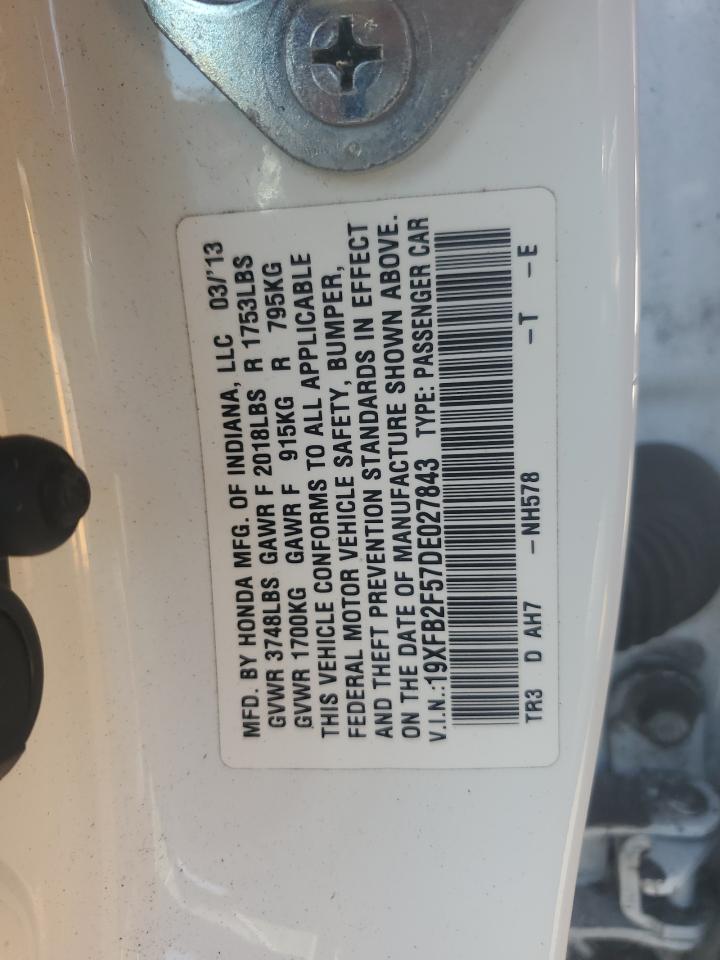 MFD. BY HONDA MFG. OF INDIANA, LLC 03/'13
GVWR 3748LBS GAWR F 2018LBS R 1753LBS
GVWR 1700KG GAWR F 915KG R 795KG
THIS VEHICLE CONFORMS TO ALL APPLICABLE
FEDERAL MOTOR VEHICLE SAFETY, BUMPER,
AND THEFT PREVENTION STANDARDS IN EFFECT
ON THE DATE OF MANUFACTURE SHOWN ABOVE.
V.I.N.:19XFB2F57DE027843 TYPE: PASSENGER CAR
TR3 D AH7 -NH578 -T -E